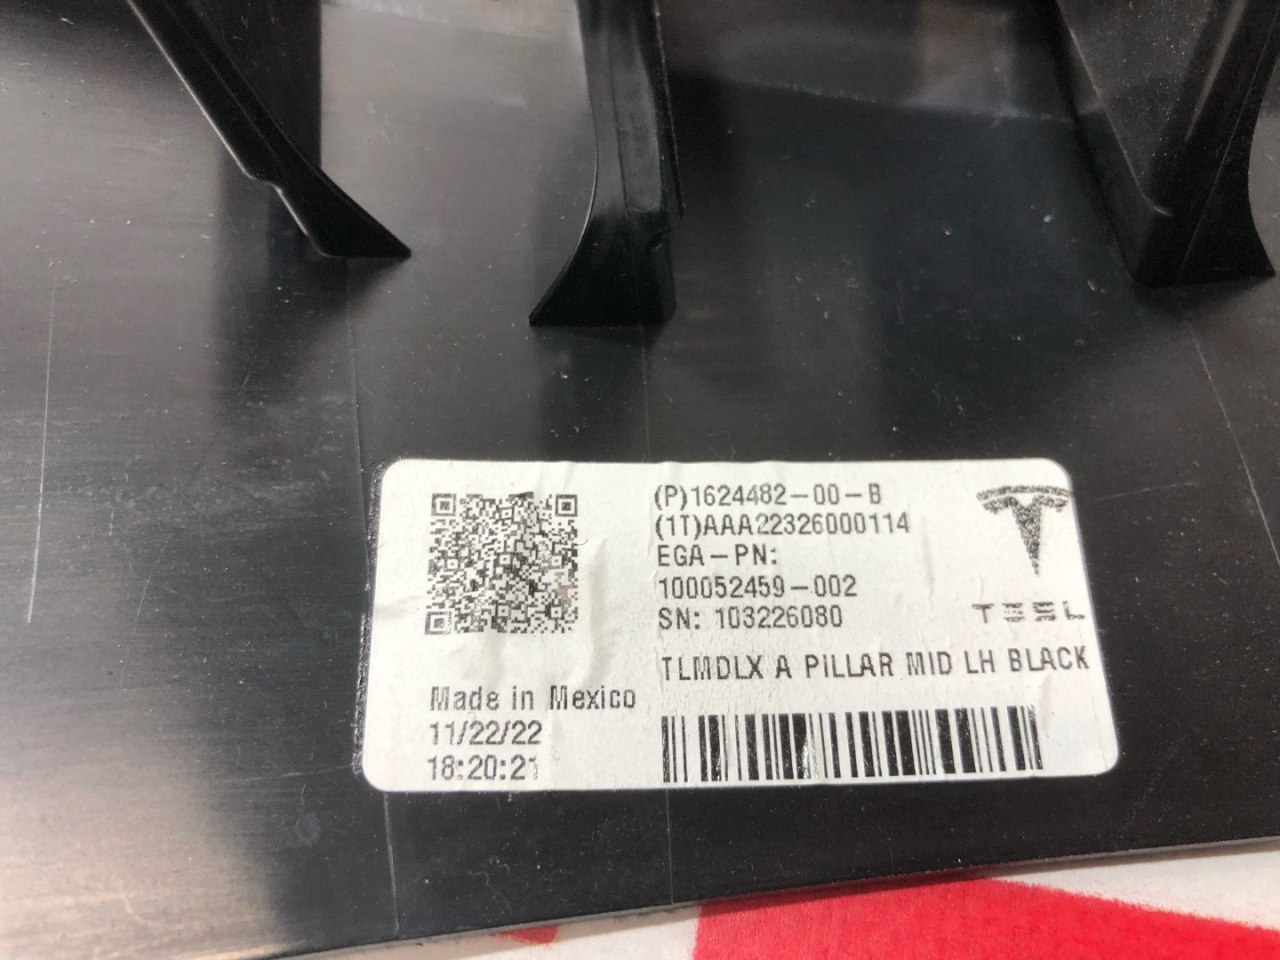 (P)1624482-00-B
(1T)AAA22326000114
EGA-PN:
100052459-002
SN: 103226080
TESL
TLMDLX A PILLAR MID LH BLACK
Made in Mexico
11/22/22
18:20:21